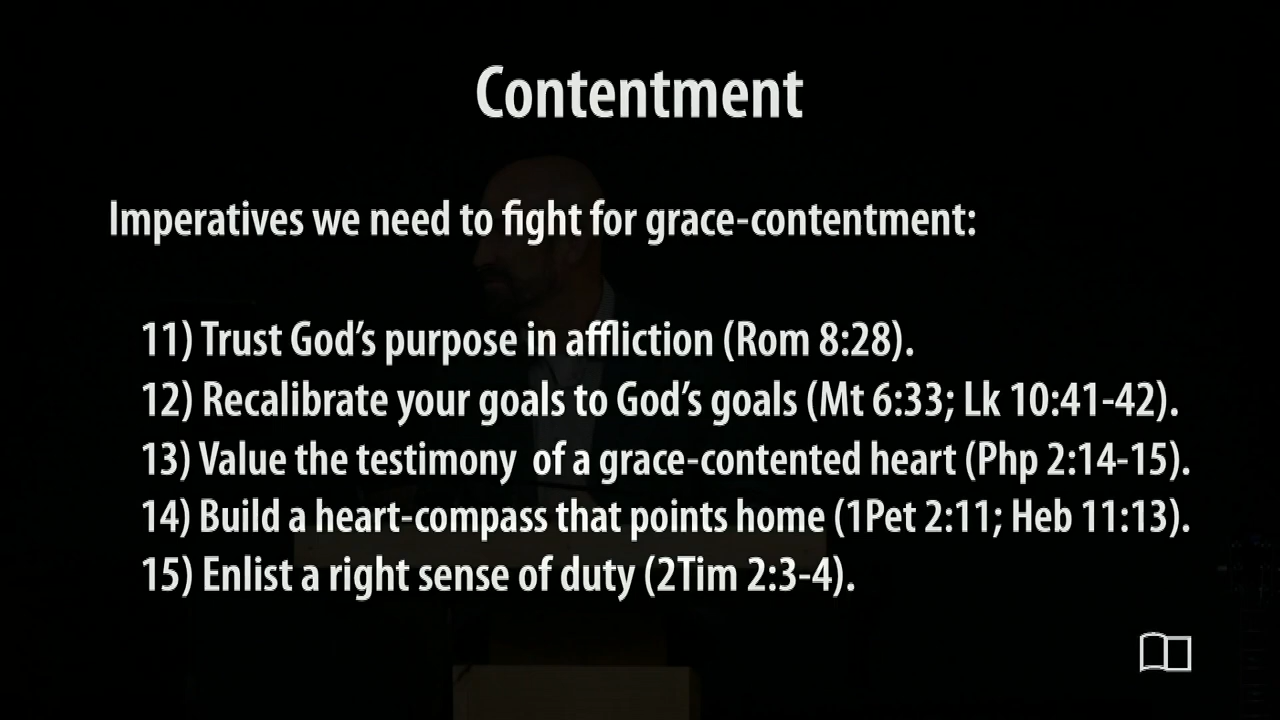 Contentment
Imperatives we need to fight for grace-contentment:
11) Trust God’s purpose in affliction (Rom 8:28).
12) Recalibrate your goals to God’s goals (Mt 6:33; Lk 10:41-42).
13) Value the testimony  of a grace-contented heart (Php 2:14-15).
14) Build a heart-compass that points home (1Pet 2:11; Heb 11:13).
15) Enlist a right sense of duty (2Tim 2:3-4).